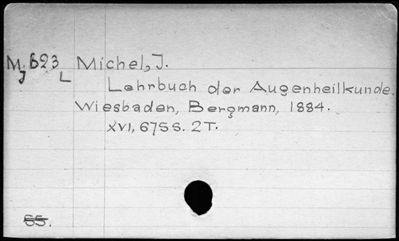 M. 623 Michel, J.
J L
Lehrbuch der Augenheilkunde.
Wiesbaden, Bergmann, 1884.
XVI, 675 S. 2 T.
65.